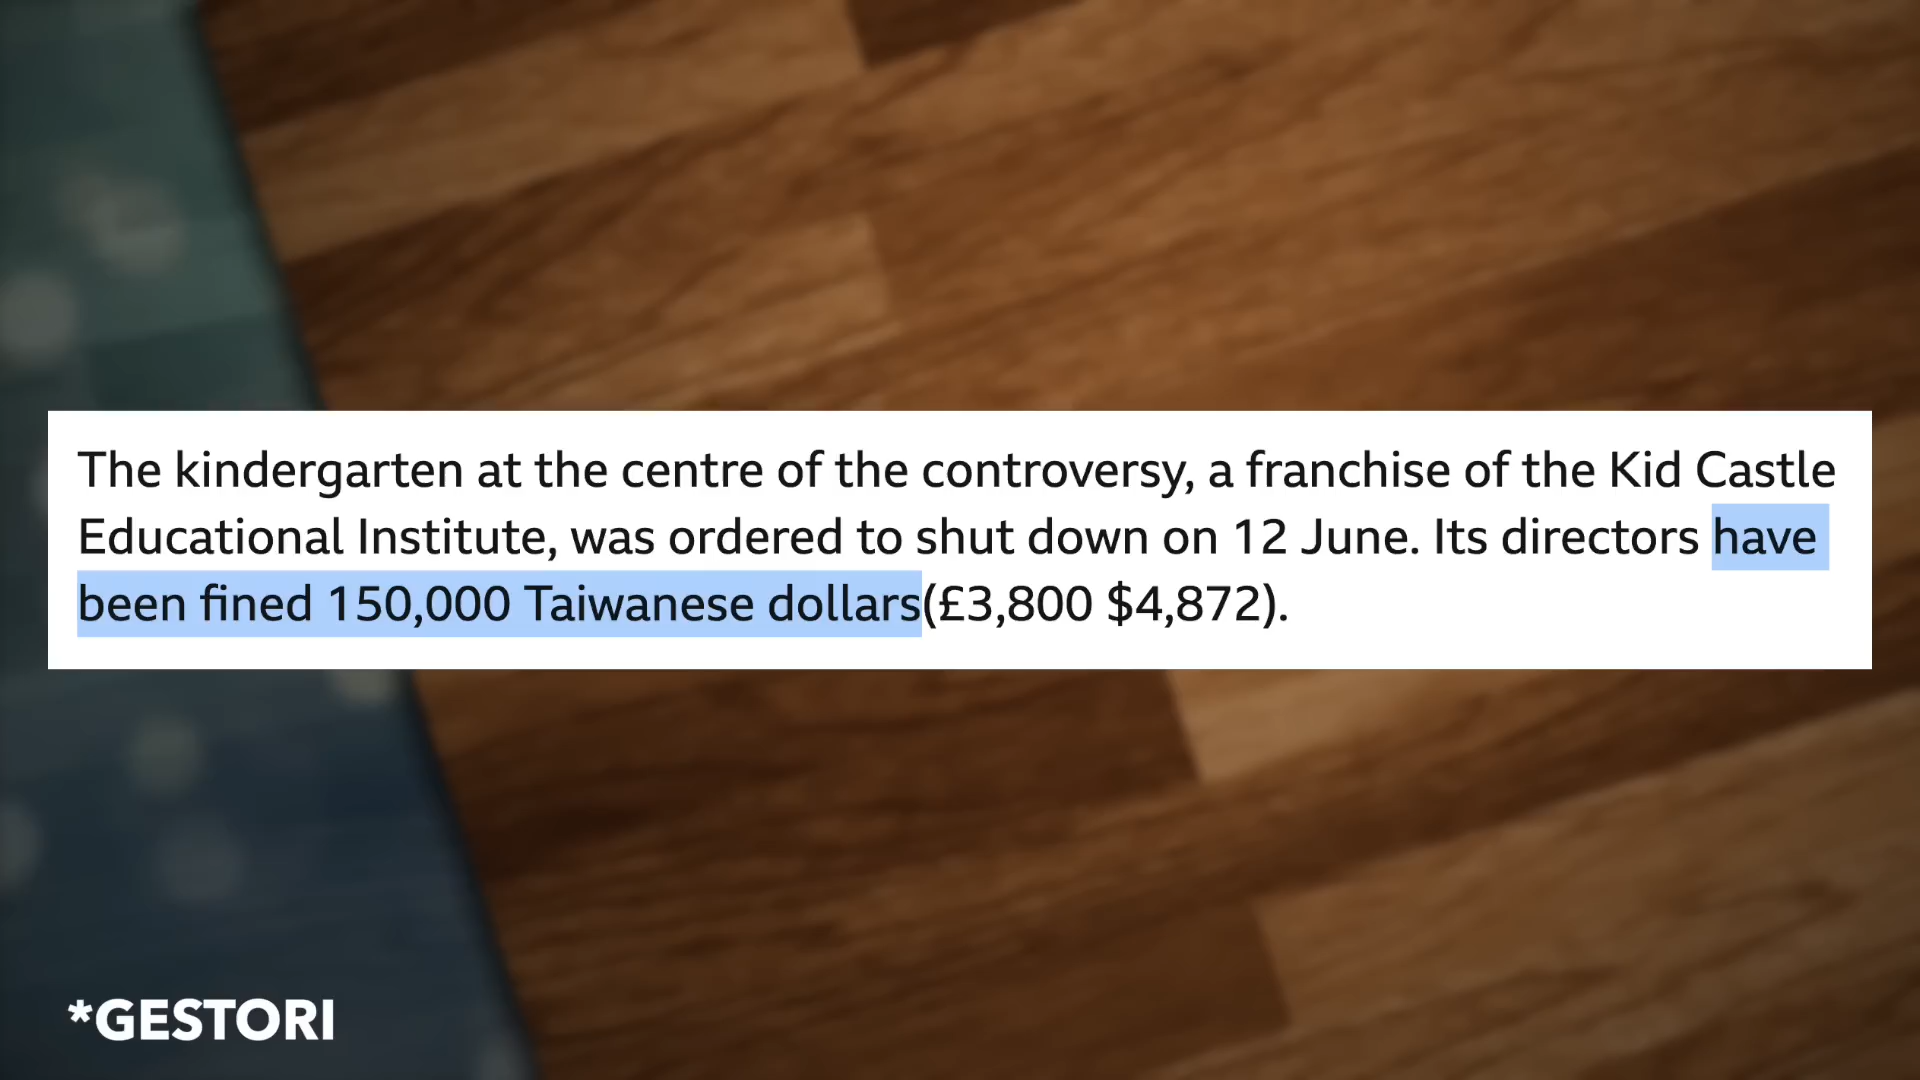 The kindergarten at the centre of the controversy, a franchise of the Kid Castle
Educational Institute, was ordered to shut down on 12 June. Its directors have
been fined 150,000 Taiwanese dollars(£3,800 $4,872).
*GESTORI